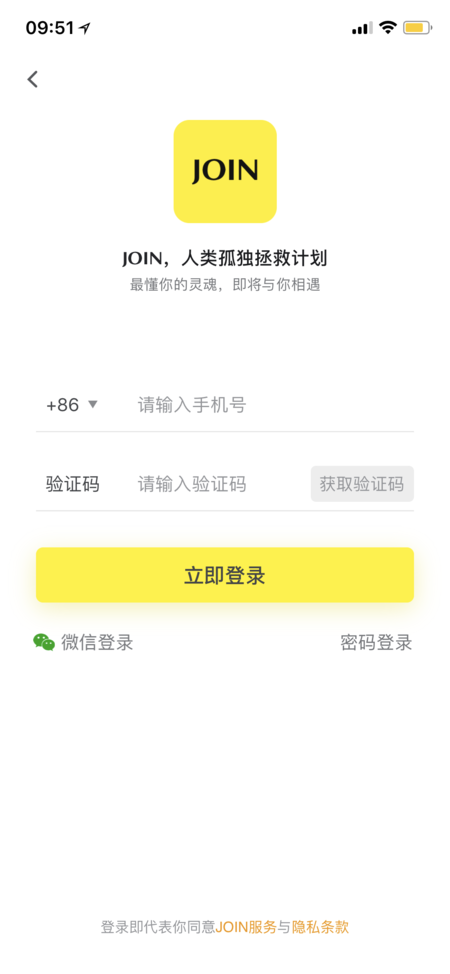 09:51
JOIN
JOIN，人类孤独拯救计划
最懂你的灵魂，即将与你相遇
+86 请输入手机号
验证码 请输入验证码 获取验证码
立即登录
微信登录 密码登录
登录即代表你同意JOIN服务与隐私条款